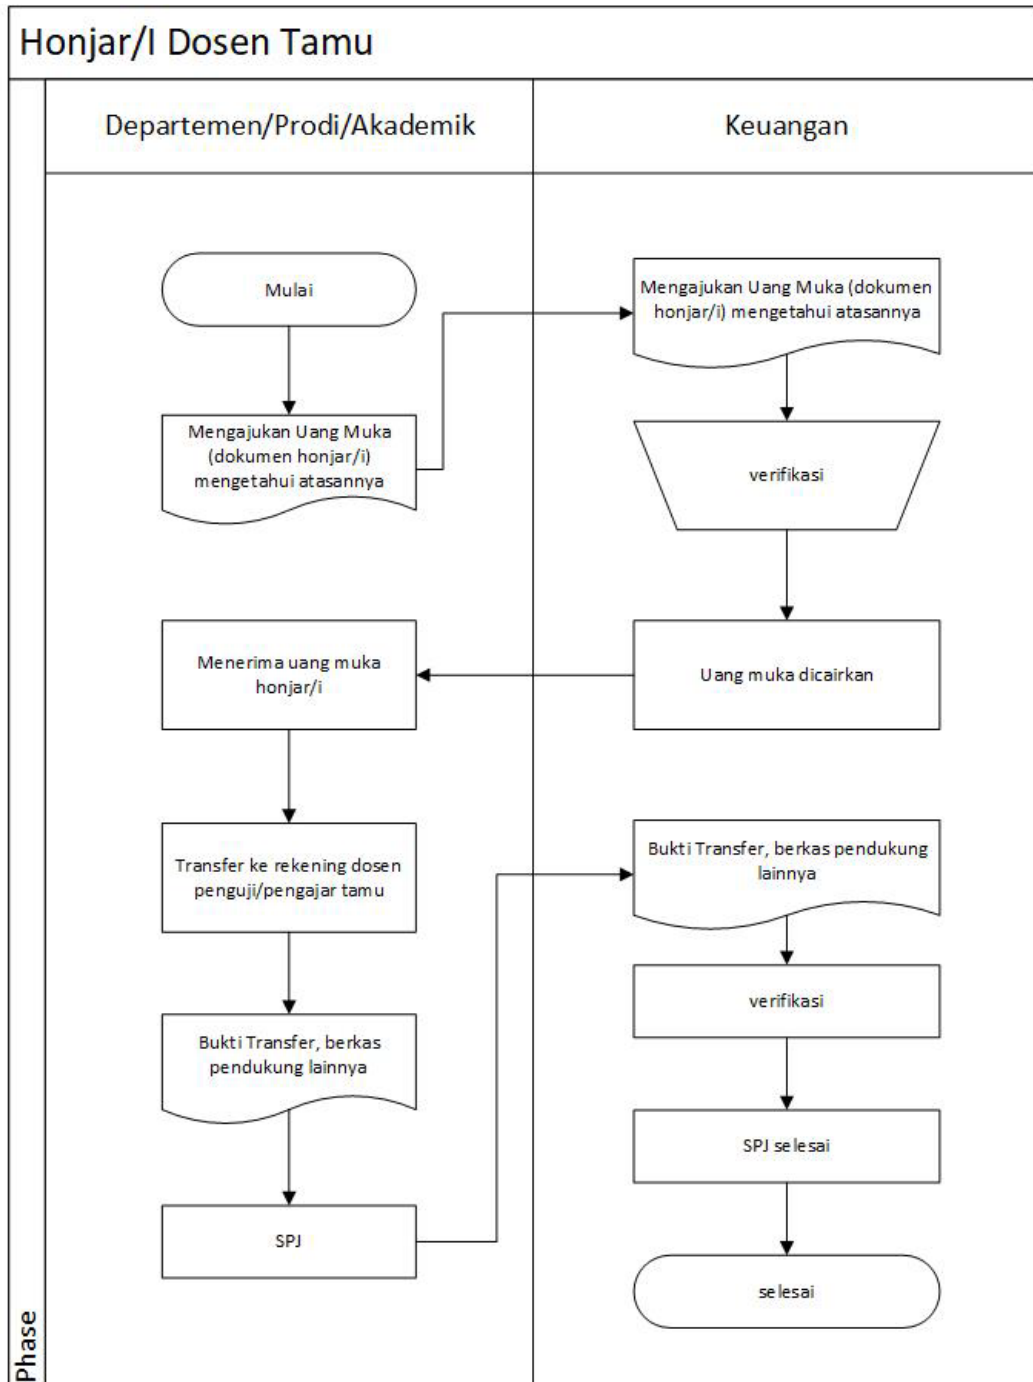 Honjar/I Dosen Tamu
Departemen/Prodi/Akademik
Keuangan
Mulai
Mengajukan Uang Muka
(dokumen honjar/i)
mengetahui atasannya
Mengajukan Uang Muka (dokumen
honjar/i) mengetahui atasannya
verifikasi
Uang muka dicairkan
Menerima uang muka
honjar/i
Transfer ke rekening dosen
penguji/pengajar tamu
Bukti Transfer, berkas
pendukung lainnya
SPJ
Bukti Transfer, berkas pendukung
lainnya
verifikasi
SPJ selesai
selesai
Phase